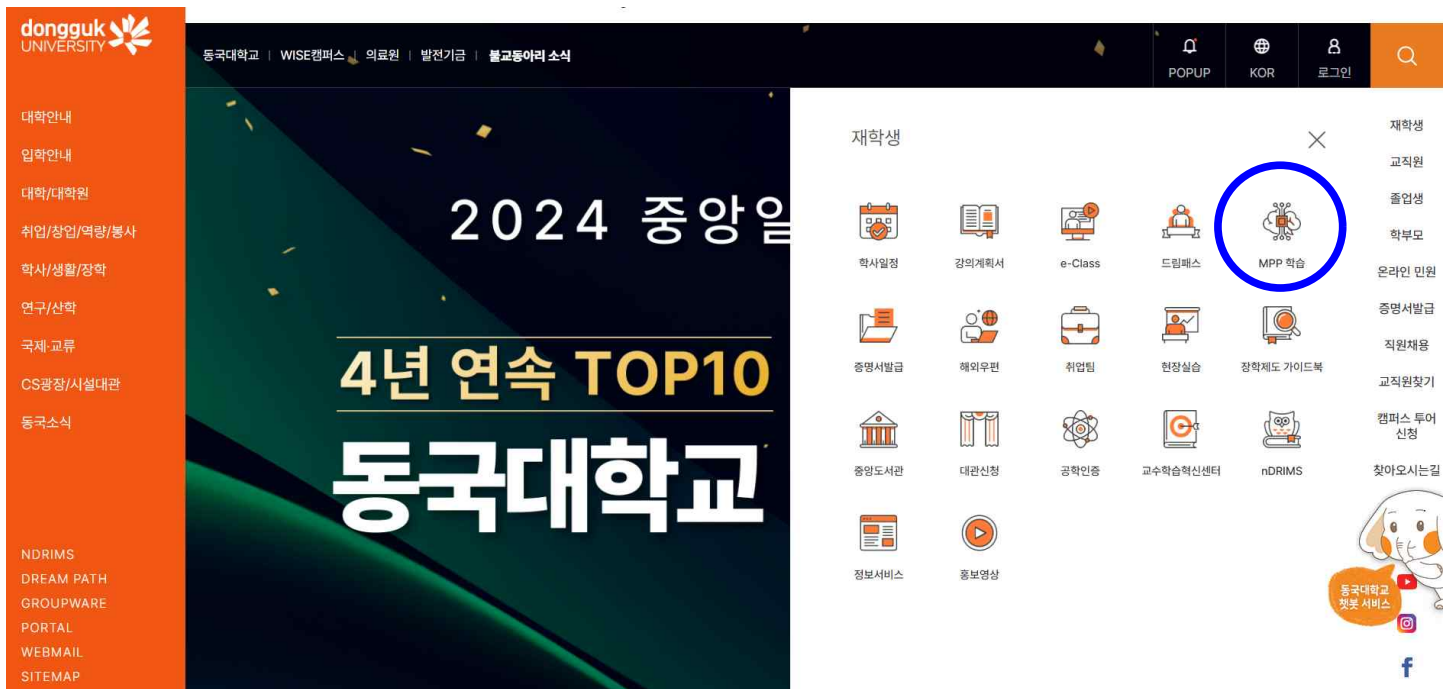 dongguk
UNIVERSITY
동국대학교 | WISE캠퍼스 | 의료원 | 발전기금 | 불교동아리 소식
POPUP
KOR
로그인
대학안내
입학안내
대학/대학원
취업/창업/역량/봉사
학사/생활/장학
연구/산학
국제·교류
CS광장/시설대관
동국소식
NDRIMS
DREAM PATH
GROUPWARE
PORTAL
WEBMAIL
SITEMAP
2024 중앙일
4년 연속 TOP10
동국대학교
재학생
학사일정
강의계획서
e-Class
드림패스
MPP 학습
증명서발급
해외우편
취업팀
현장실습
장학제도 가이드북
중앙도서관
대관신청
공학인증
교수학습혁신센터
nDRIMS
정보서비스
홍보영상
재학생
교직원
졸업생
학부모
온라인 민원
증명서발급
직원채용
교직원찾기
캠퍼스 투어
신청
찾아오시는길
동국대학교
챗봇 서비스